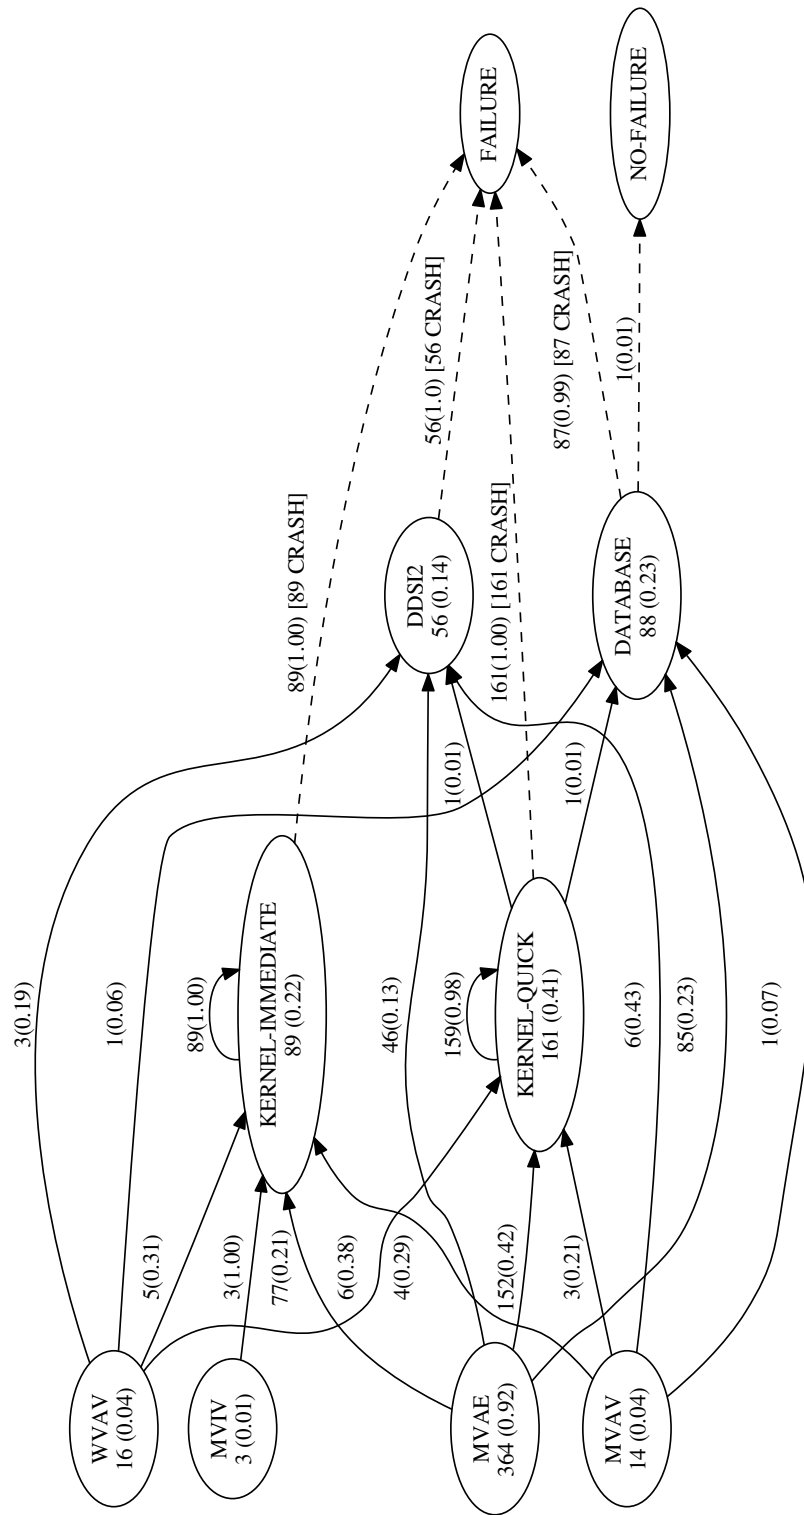 WVAV
16 (0.04)
MVIV
3 (0.01)
MVAE
364 (0.92)
MVAV
14 (0.04)
3(0.19)
1(0.06)
5(0.31)
3(1.00)
77(0.21)
6(0.38)
4(0.29)
152(0.42)
3(0.21)
KERNEL-IMMEDIATE
89 (0.22)
89(1.00)
46(0.13)
159(0.98)
KERNEL-QUICK
161 (0.41)
6(0.43)
85(0.23)
1(0.07)
1(0.01)
1(0.01)
DDSI2
56 (0.14)
DATABASE
88 (0.23)
89(1.00) [89 CRASH]
56(1.0) [56 CRASH]
161(1.00) [161 CRASH]
87(0.99) [87 CRASH]
1(0.01)
FAILURE
NO-FAILURE